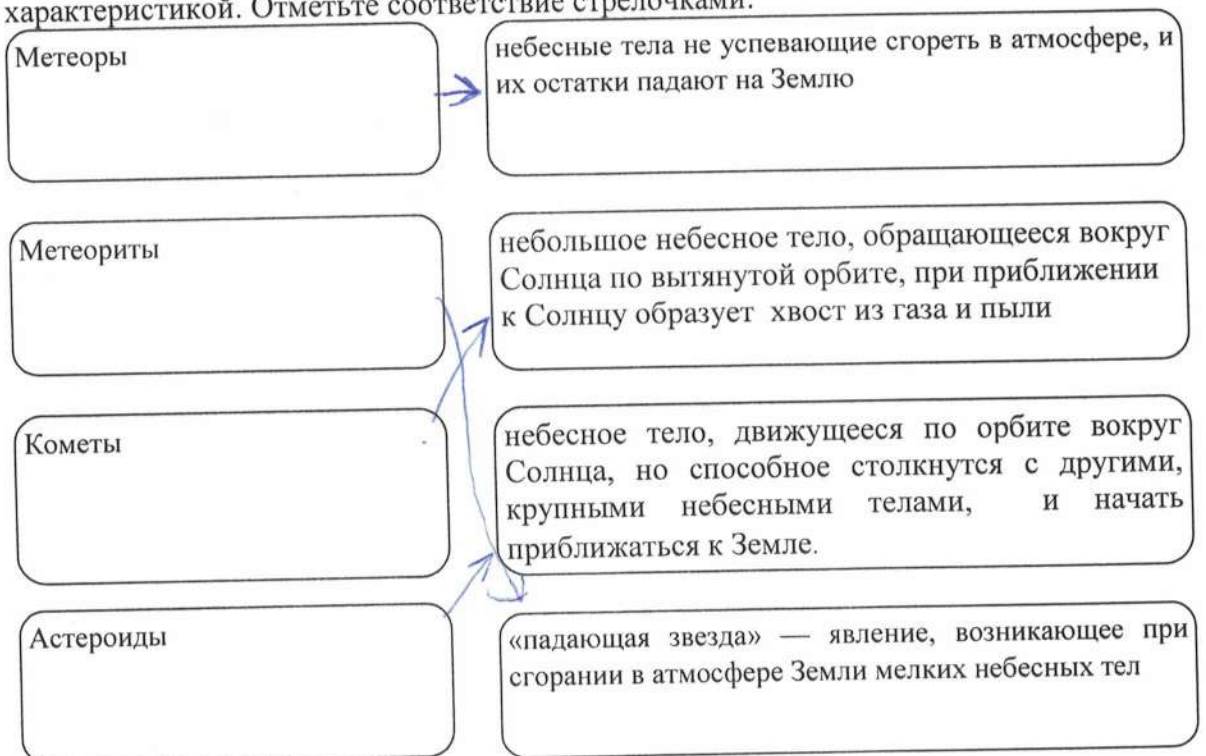 характеристикой. Отметьте соответствие стрелочками.
Метеоры
небесные тела не успевающие сгореть в атмосфере, и
их остатки падают на Землю
Метеориты
небольшое небесное тело, обращающееся вокруг
Солнца по вытянутой орбите, при приближении
к Солнцу образует хвост из газа и пыли
Кометы
небесное тело, движущееся по орбите вокруг
Солнца, но способное столкнутся с другими,
крупными небесными телами, и начать
приближаться к Земле.
Астероиды
«падающая звезда» — явление, возникающее при
сгорании в атмосфере Земли мелких небесных тел